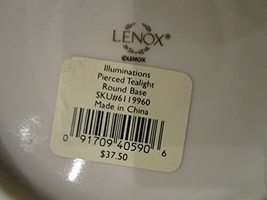 LENOX®
©LENOX
Illuminations
Pierced Tealight
Round Base
SKU#6119960
Made in China
0 91709 40590 6
$37.50